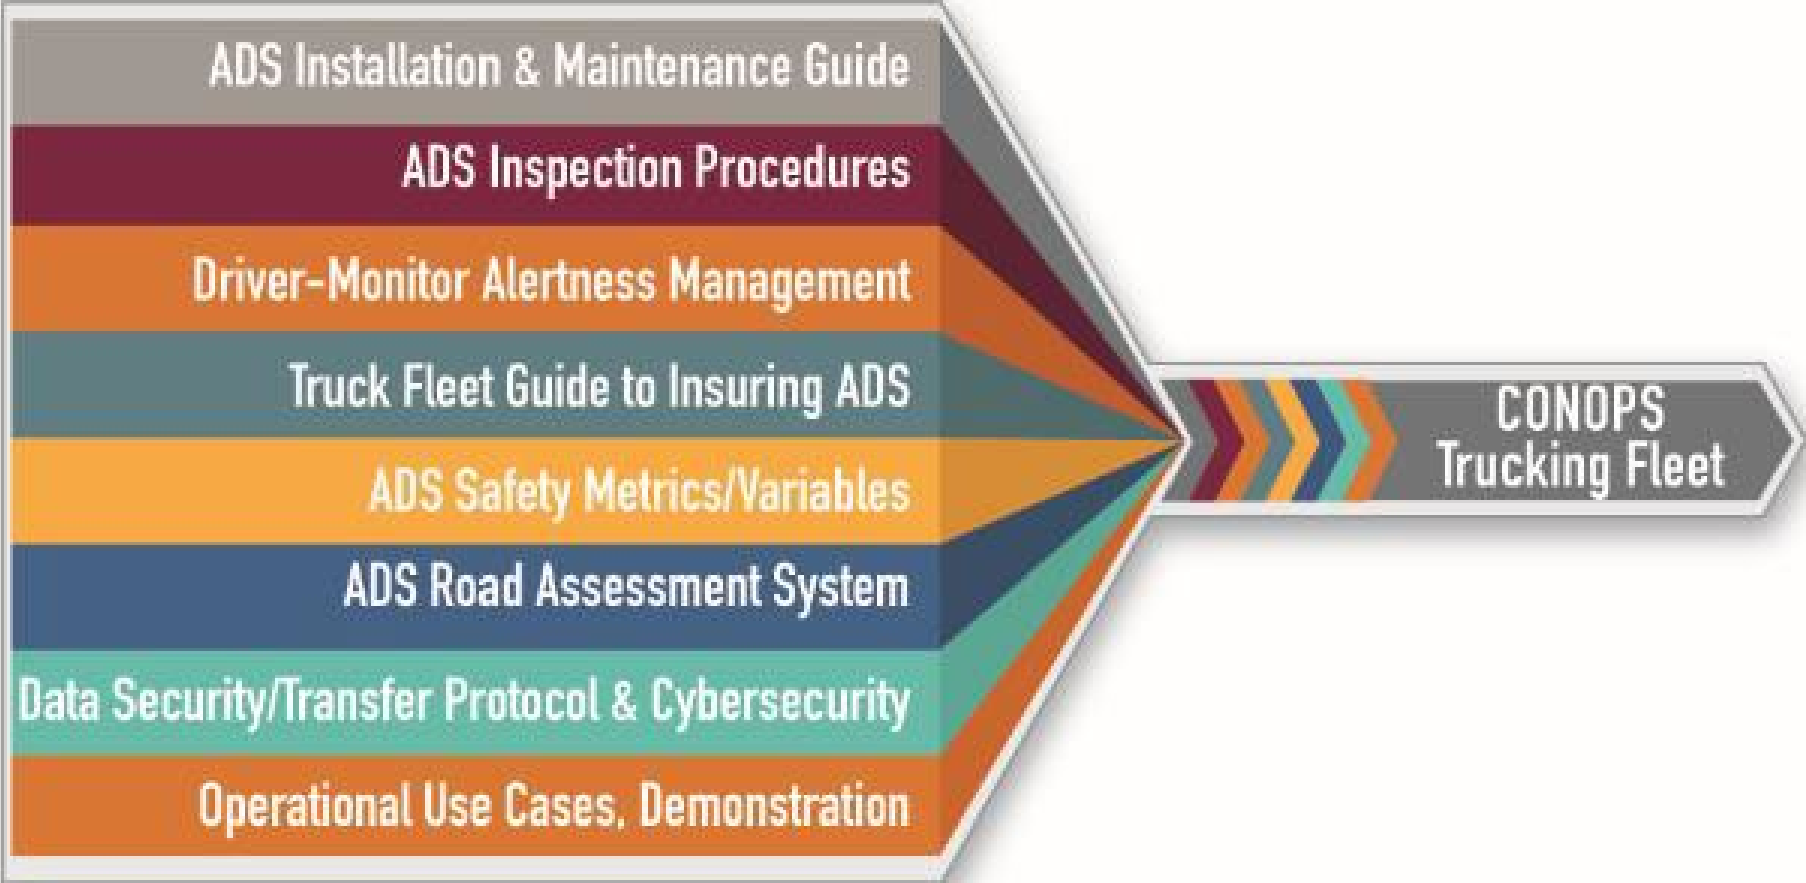 ADS Installation & Maintenance Guide
ADS Inspection Procedures
Driver-Monitor Alertness Management
Truck Fleet Guide to Insuring ADS
ADS Safety Metrics/Variables
ADS Road Assessment System
Data Security/Transfer Protocol & Cybersecurity
Operational Use Cases, Demonstration
CONOPS
Trucking Fleet